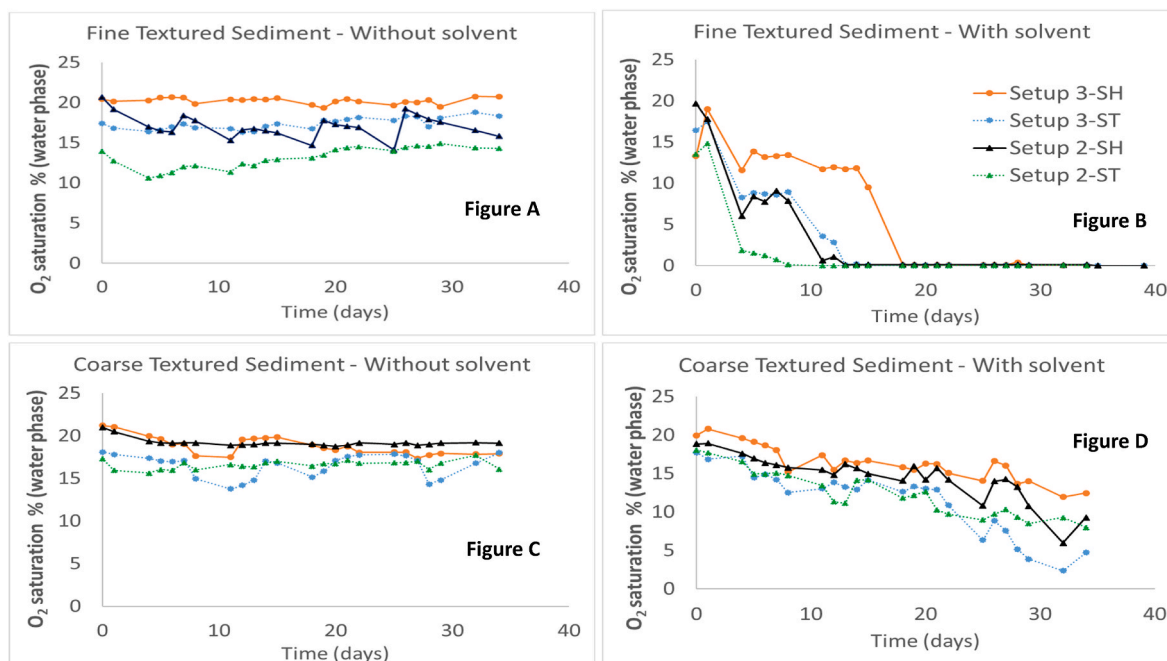 Fine Textured Sediment - Without solvent
O₂ saturation % (water phase)
25
20
15
10
5
0
0 10 20 30 40
Time (days)
Figure A
Fine Textured Sediment - With solvent
O₂ saturation % (water phase)
25
20
15
10
5
0
0 10 20 30 40
Time (days)
Setup 3-SH
Setup 3-ST
Setup 2-SH
Setup 2-ST
Figure B
Coarse Textured Sediment - Without solvent
O₂ saturation % (water phase)
25
20
15
10
5
0
0 10 20 30 40
Time (days)
Figure C
Coarse Textured Sediment - With solvent
O₂ saturation % (water phase)
25
20
15
10
5
0
0 10 20 30 40
Time (days)
Figure D